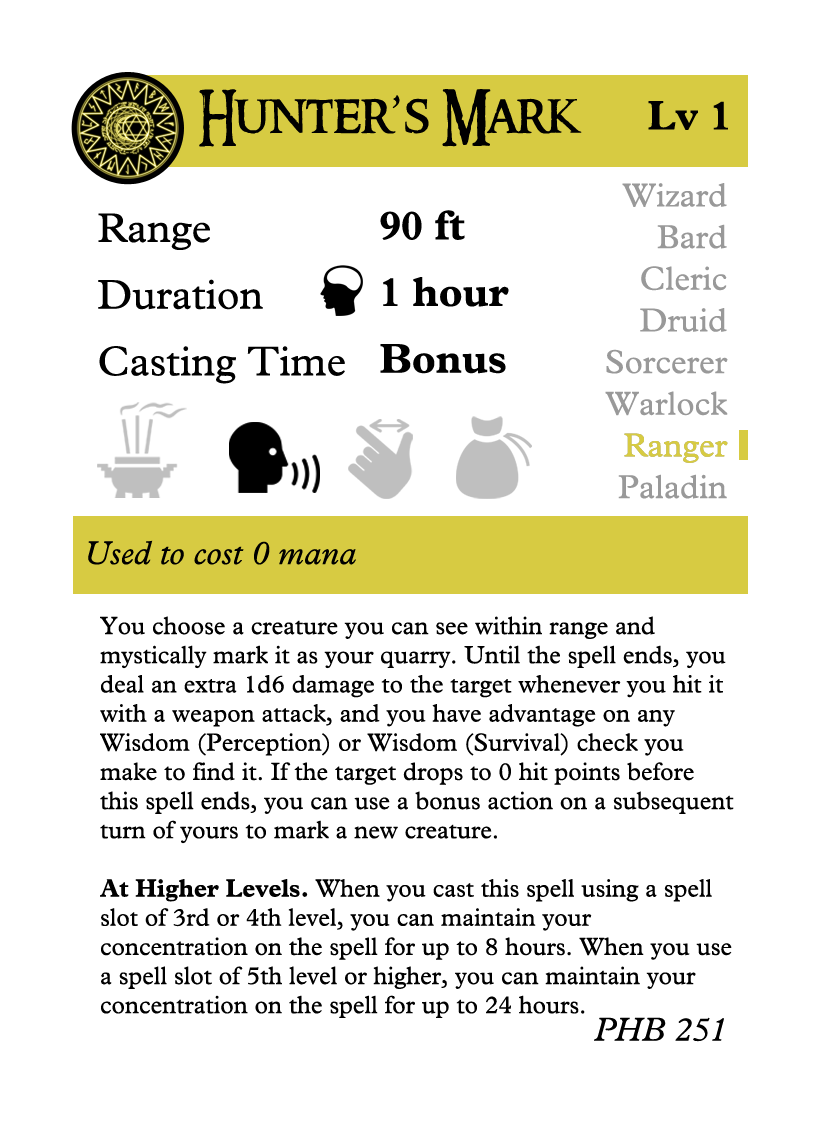 Hunter's Mark
Lv 1
Range 90 ft
Duration 1 hour
Casting Time Bonus
Wizard
Bard
Cleric
Druid
Sorcerer
Warlock
Ranger
Paladin
Used to cost 0 mana
You choose a creature you can see within range and
mystically mark it as your quarry. Until the spell ends, you
deal an extra 1d6 damage to the target whenever you hit it
with a weapon attack, and you have advantage on any
Wisdom (Perception) or Wisdom (Survival) check you
make to find it. If the target drops to 0 hit points before
this spell ends, you can use a bonus action on a subsequent
turn of yours to mark a new creature.
At Higher Levels. When you cast this spell using a spell
slot of 3rd or 4th level, you can maintain your
concentration on the spell for up to 8 hours. When you use
a spell slot of 5th level or higher, you can maintain your
concentration on the spell for up to 24 hours.
PHB 251